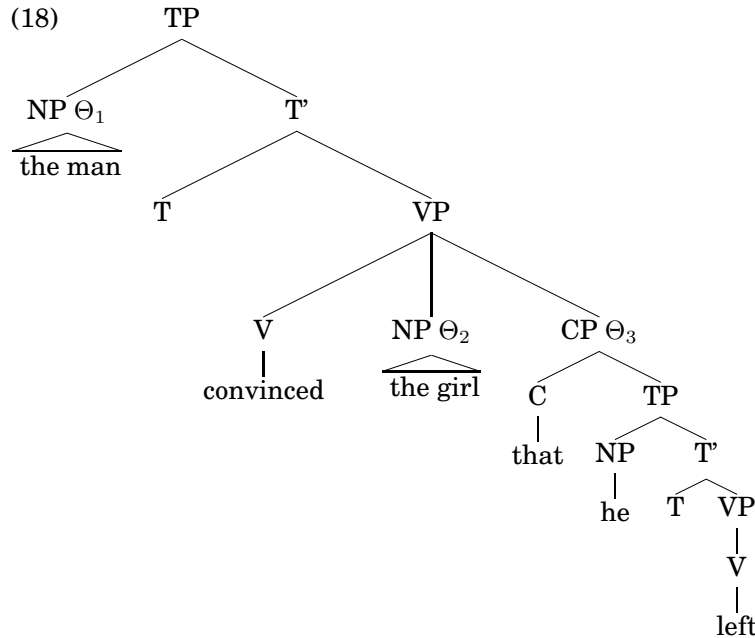 (18) TP
NP Θ₁ T’
the man
T VP
V NP Θ₂ CP Θ₃
convinced the girl
C TP
that NP T’
he T VP
V
left